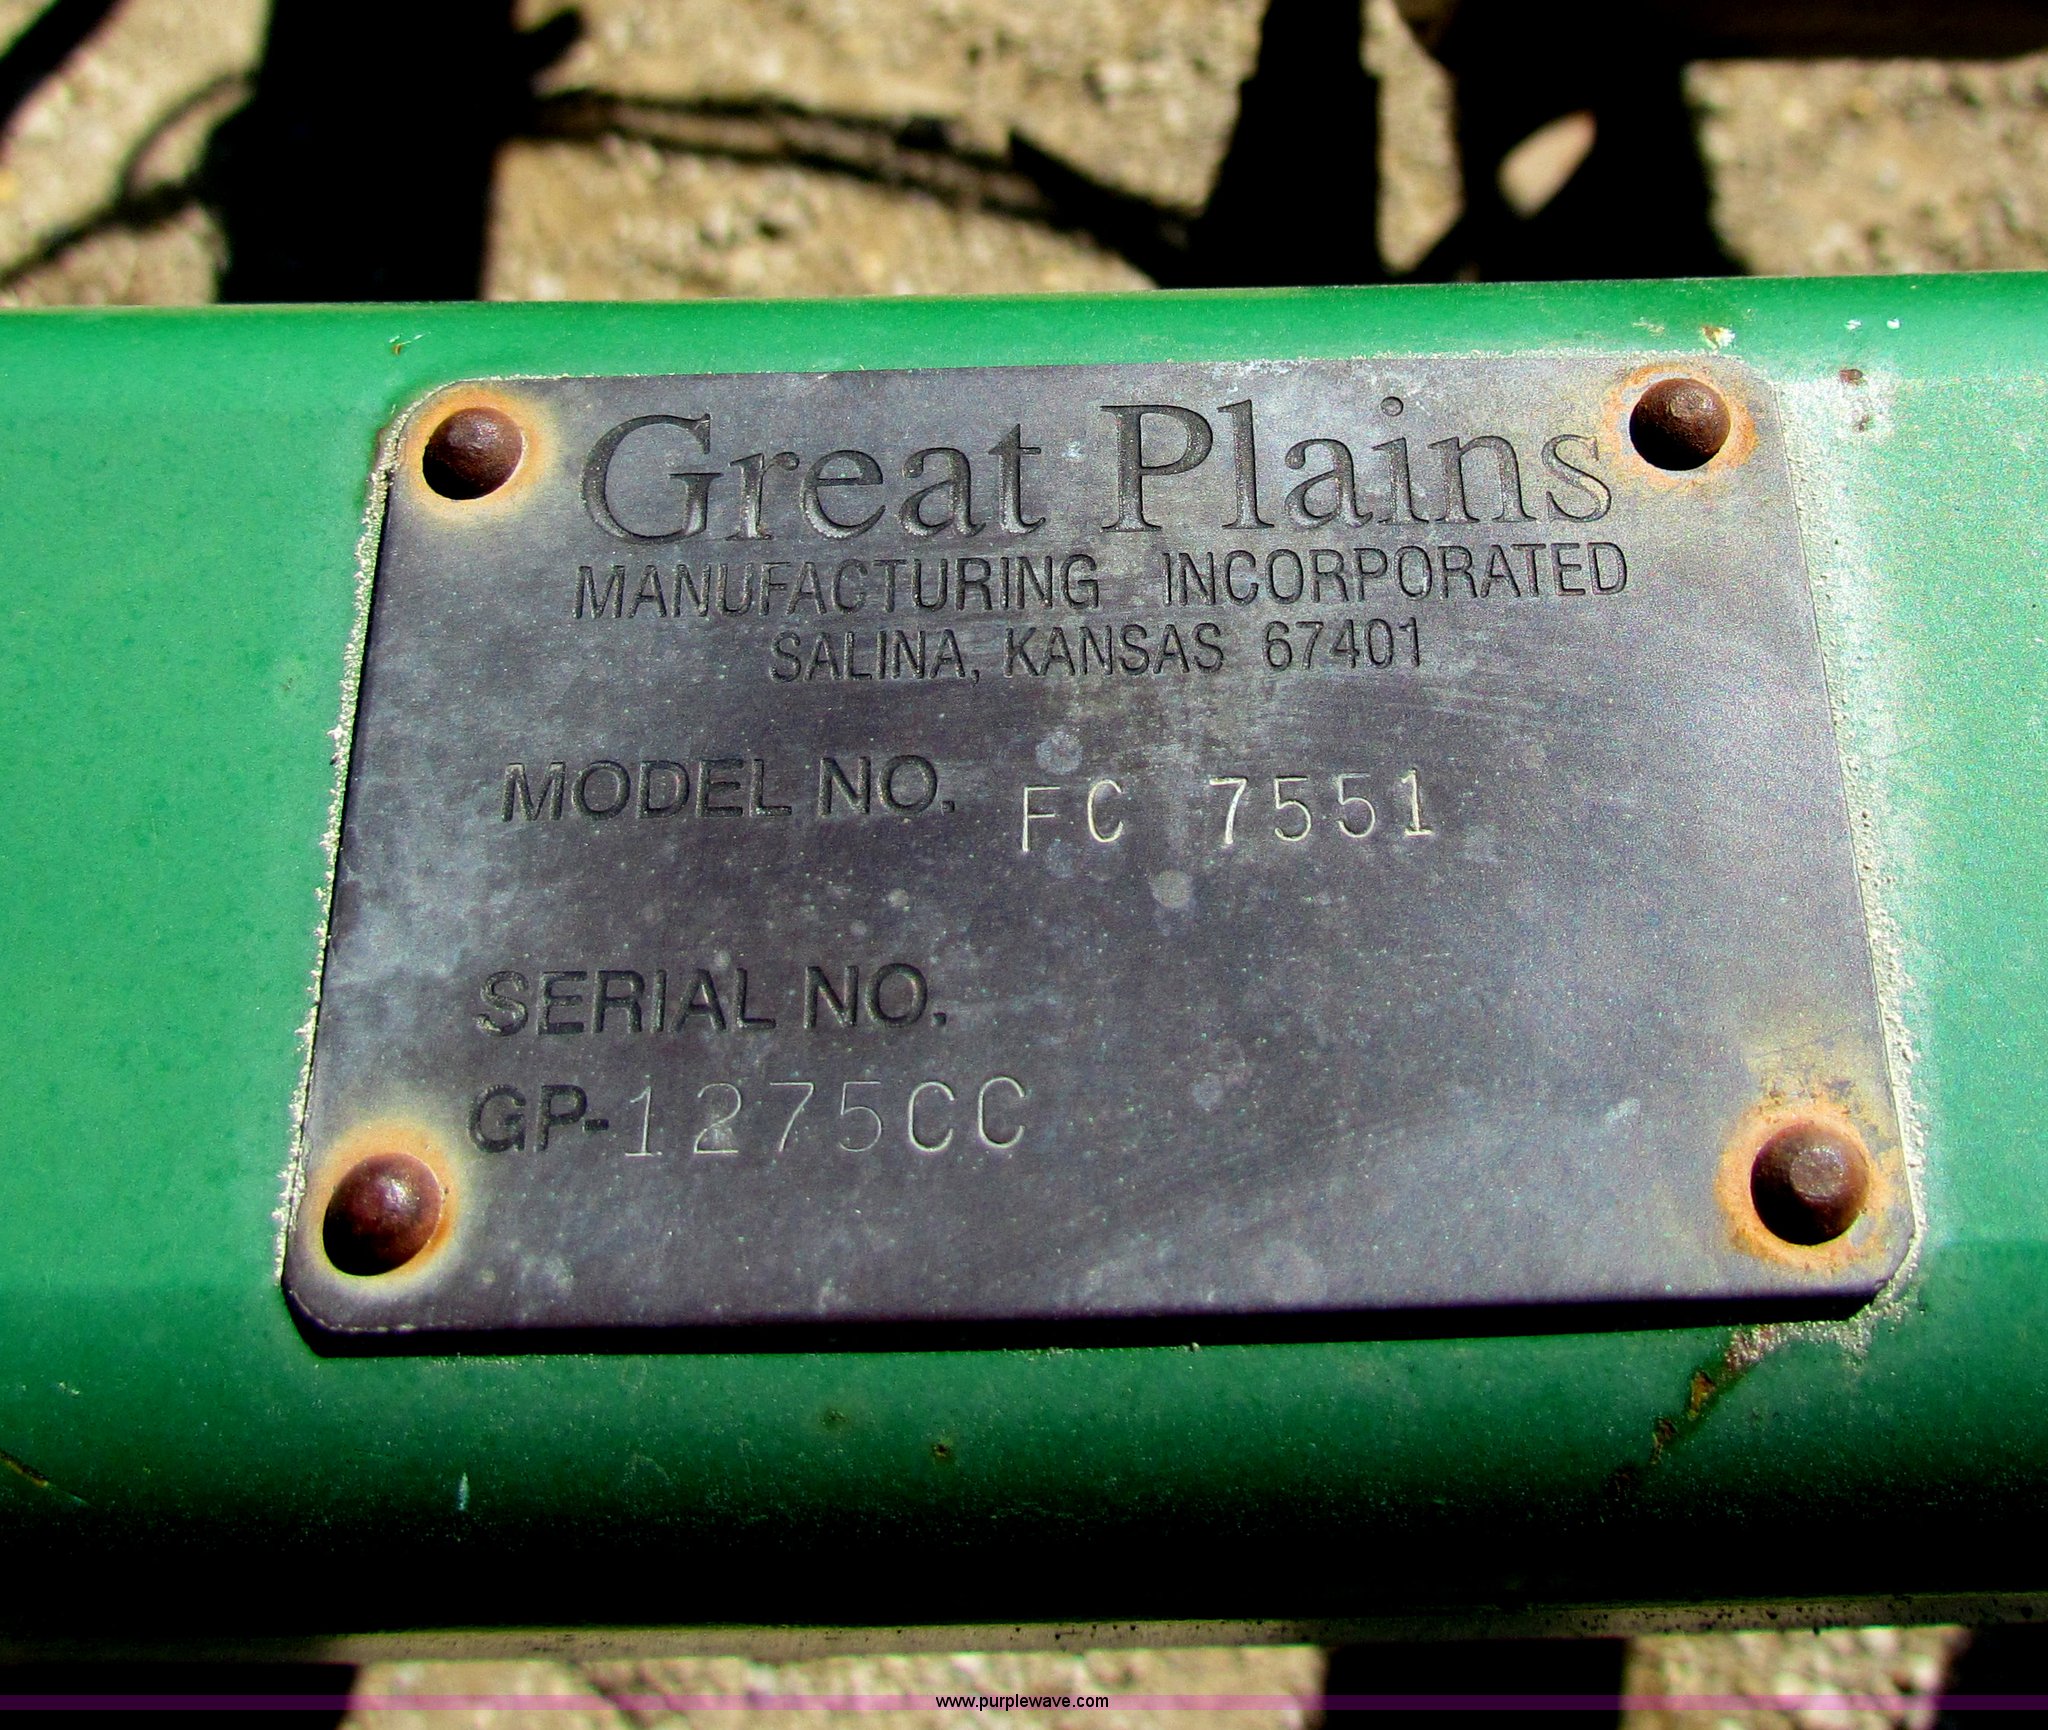 Great Plains
MANUFACTURING INCORPORATED
SALINA, KANSAS 67401
MODEL NO. FC 7551
SERIAL NO.
GP-1275CC
www.purplewave.com